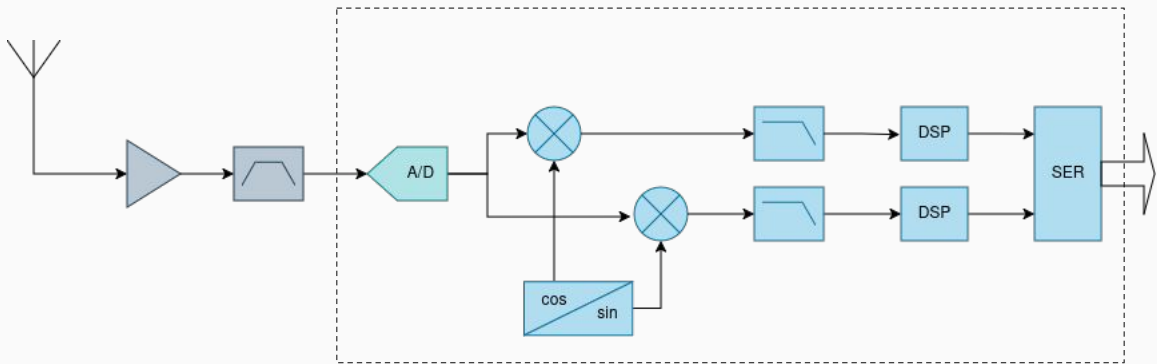 A/D
DSP
DSP
SER
cos
sin